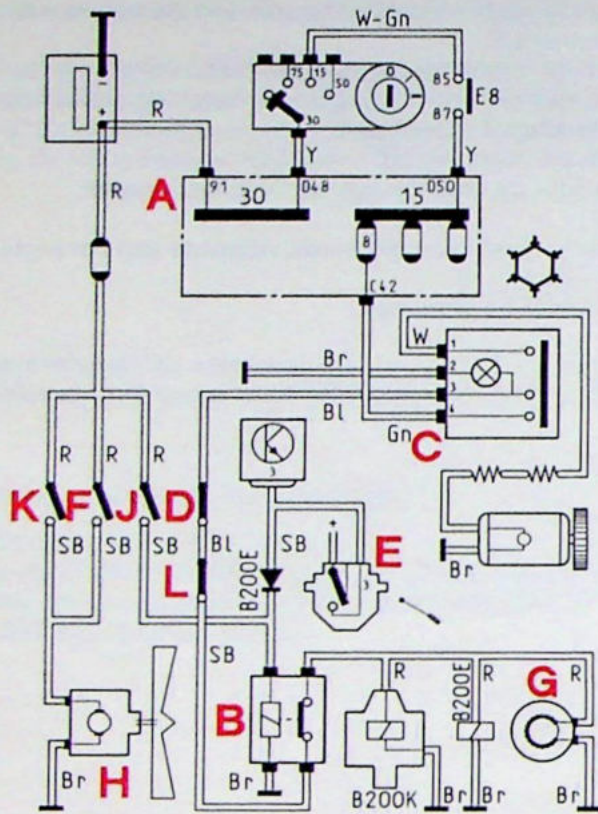 W-Gn
75 15
50
30
0
85
E8
87
R
Y
Y
A
91
30
D48
15
D50
8
R
C42
W
1
Br
2
3
Bl
4
Gn
C
R
R
R
3
K F J D
SB
SB
SB
Bl
SB
E
+
3
B200E
L
Br
SB
R
B200E
R
G
R
B
H
Br
Br
B200K
Br
Br
Br